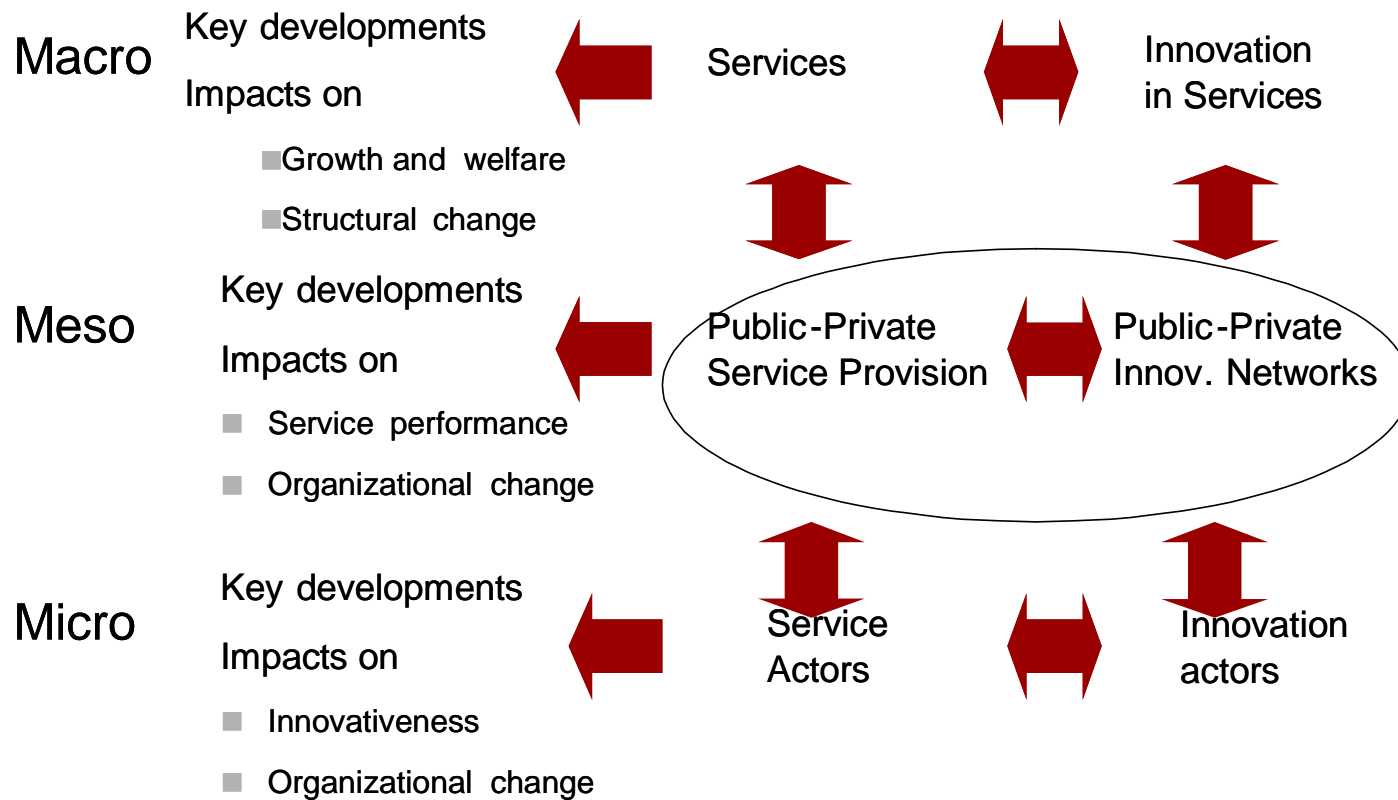 Macro
Key developments
Impacts on
Growth and welfare
Structural change
Services
Innovation
in Services
Meso
Key developments
Impacts on
Service performance
Organizational change
Public-Private
Service Provision
Public-Private
Innov. Networks
Micro
Key developments
Impacts on
Innovativeness
Organizational change
Service
Actors
Innovation
actors